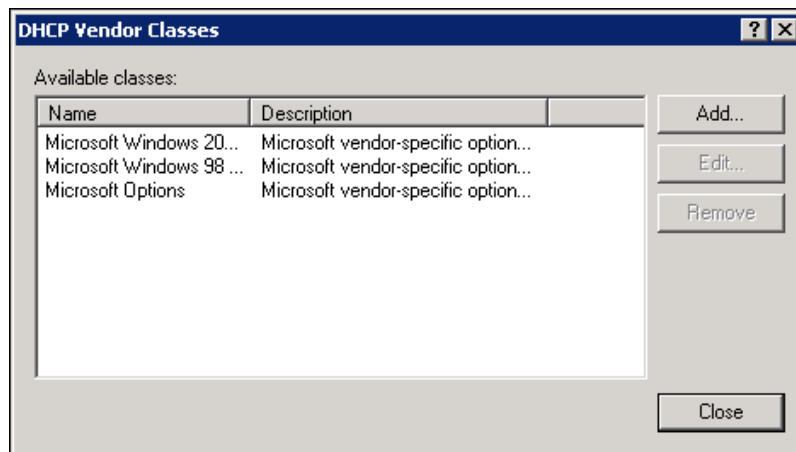 DHCP Vendor Classes
Available classes:
Name Description
Add...
Microsoft Windows 20... Microsoft vendor-specific option...
Microsoft Windows 98 ... Microsoft vendor-specific option...
Edit...
Microsoft Options Microsoft vendor-specific option...
Remove
Close